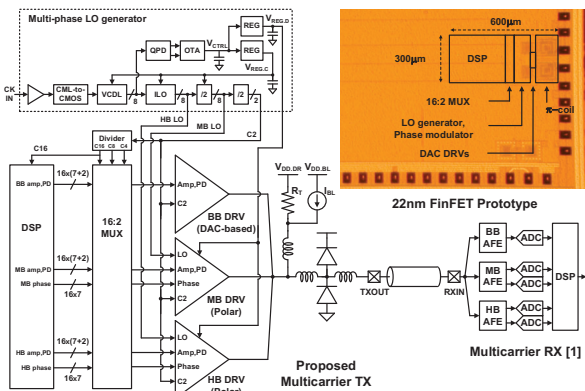 Multi-phase LO generator
REG
V_REG.D
QPD
OTA
V_CTRL
REG
V_REG.C
CK
IN
CML-to-
CMOS
VCDL
8
ILO
8
/2
8
/2
2
HB LO
MB LO
C2
C16
Divider
C16 C8 C4
DSP
16:2
MUX
BB amp,PD
16x(7+2)
MB amp,PD
16x(7+2)
MB phase
16x7
HB amp,PD
16x(7+2)
HB phase
16x7
Amp,PD
C2
BB DRV
(DAC-based)
LO
Amp,PD
Phase
C2
MB DRV
(Polar)
LO
Amp,PD
Phase
C2
HB DRV
(Polar)
V_DD.DR
V_DD.BL
R_T
I_BL
TXOUT
RXIN
Proposed
Multicarrier TX
600μm
300μm
DSP
16:2 MUX
π-coil
LO generator,
Phase modulator
DAC DRVs
22nm FinFET Prototype
BB
AFE
ADC
MB
AFE
ADC
ADC
HB
AFE
ADC
ADC
DSP
Multicarrier RX [1]